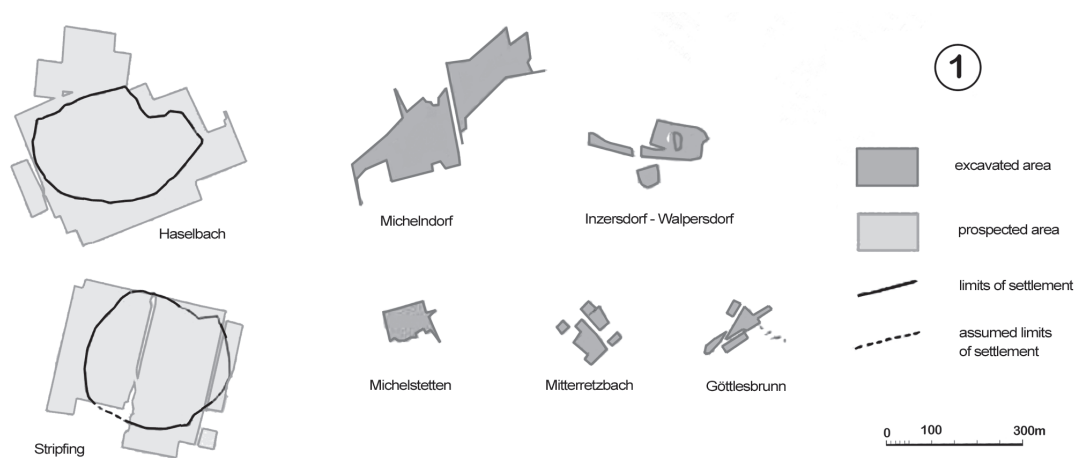 1
Haselbach
Michelndorf
Inzersdorf - Walpersdorf
excavated area
prospected area
limits of settlement
assumed limits
of settlement
Stripfing
Michelstetten
Mitterretzbach
Göttlesbrunn
0 100 300m